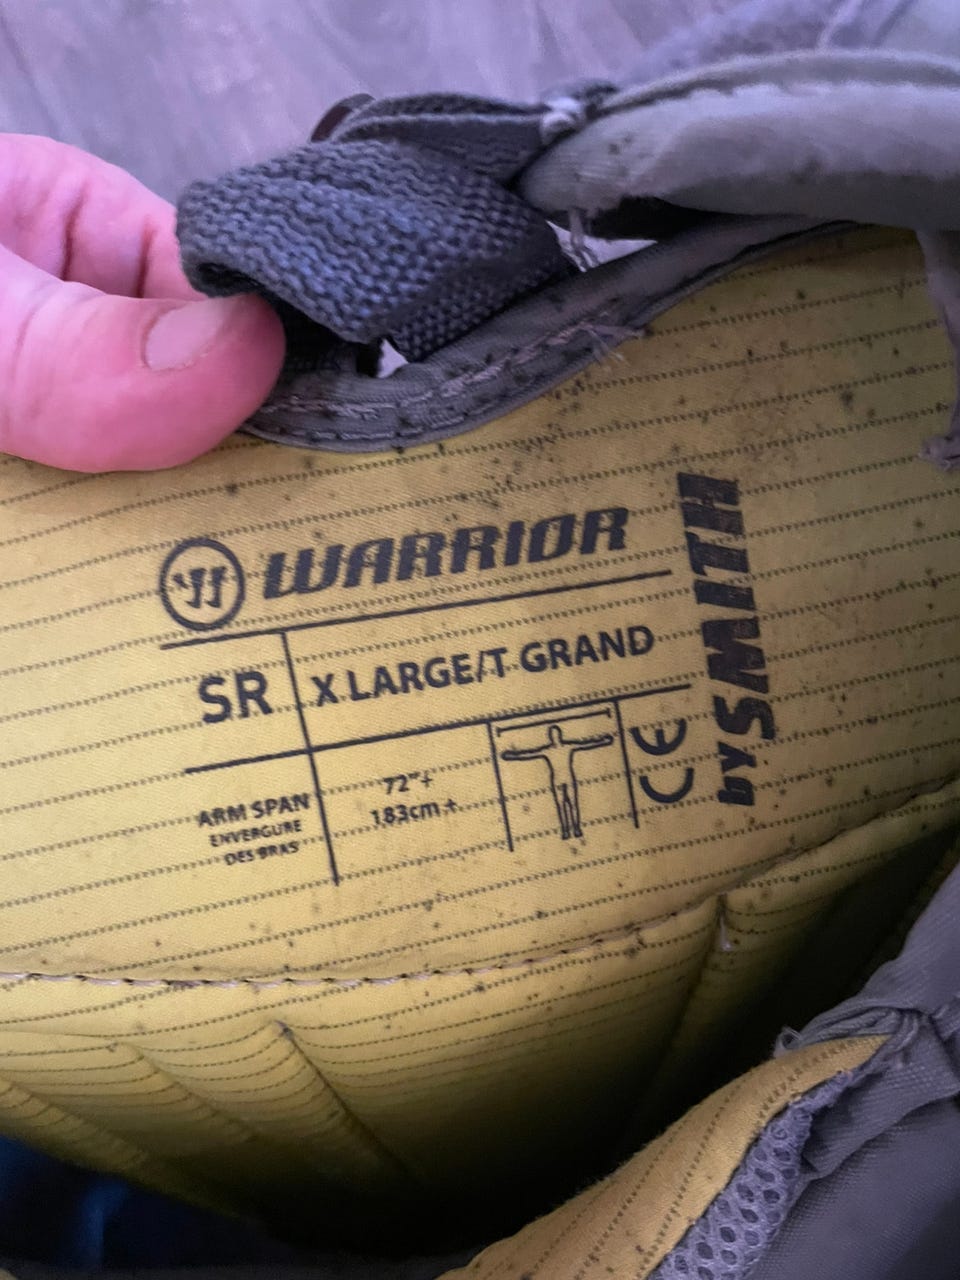 WARRIOR
SR
X LARGE/T. GRAND
ARM SPAN
ENVERGURE
DES BRAS
72"+
183cm +
CE
by SMITH